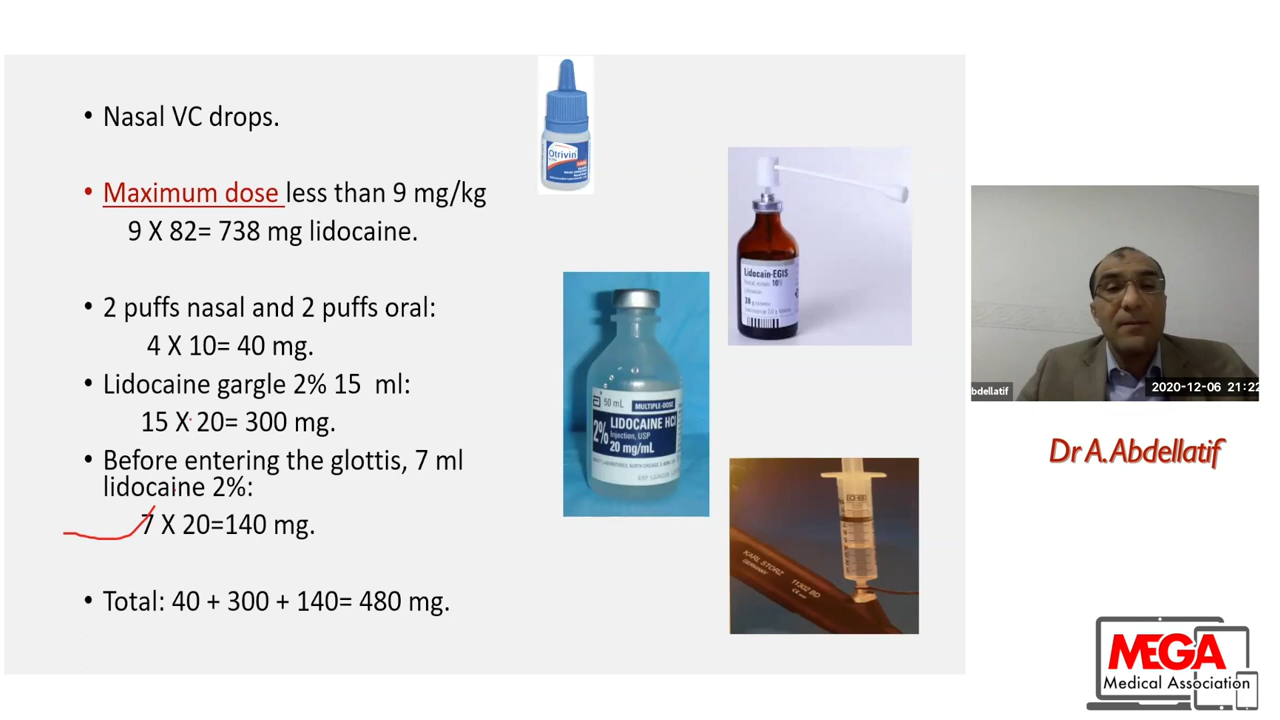 • Nasal VC drops.
• Maximum dose less than 9 mg/kg
9 X 82= 738 mg lidocaine.
• 2 puffs nasal and 2 puffs oral:
4 X 10= 40 mg.
• Lidocaine gargle 2% 15 ml:
15 X 20= 300 mg.
• Before entering the glottis, 7 ml
lidocaine 2%:
7 X 20=140 mg.
• Total: 40 + 300 + 140= 480 mg.
Otrivin
Lidocain-EGIS
10%
38 g
50 mL
MULTIPLE-DOSE
2%
LIDOCAINE HCl
Injection, USP
20 mg/mL
KARL STORZ
GERMANY
11302 BD
bdellatif
2020-12-06 21:22
Dr A.Abdellatif
MEGA
Medical Association